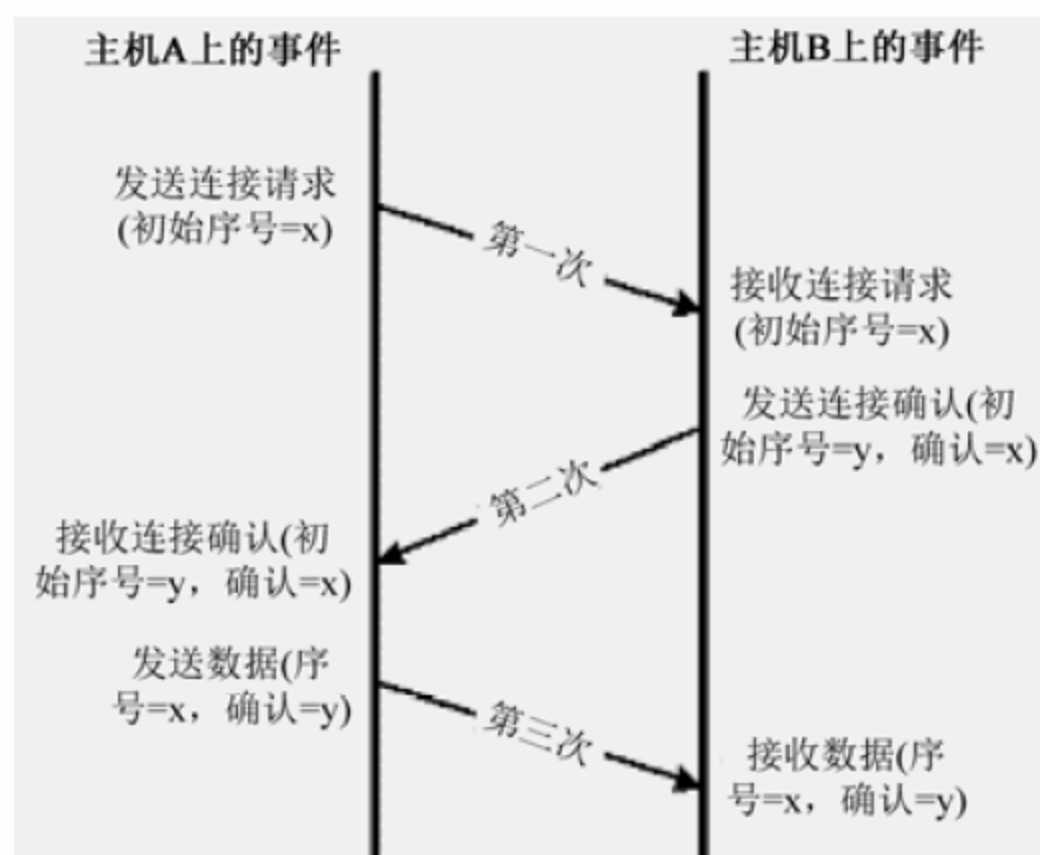 主机A上的事件
主机B上的事件
发送连接请求
(初始序号=x)
第一次
接收连接请求
(初始序号=x)
发送连接确认(初
始序号=y，确认=x)
第二次
接收连接确认(初
始序号=y，确认=x)
发送数据(序
号=x，确认=y)
第三次
接收数据(序
号=x，确认=y)